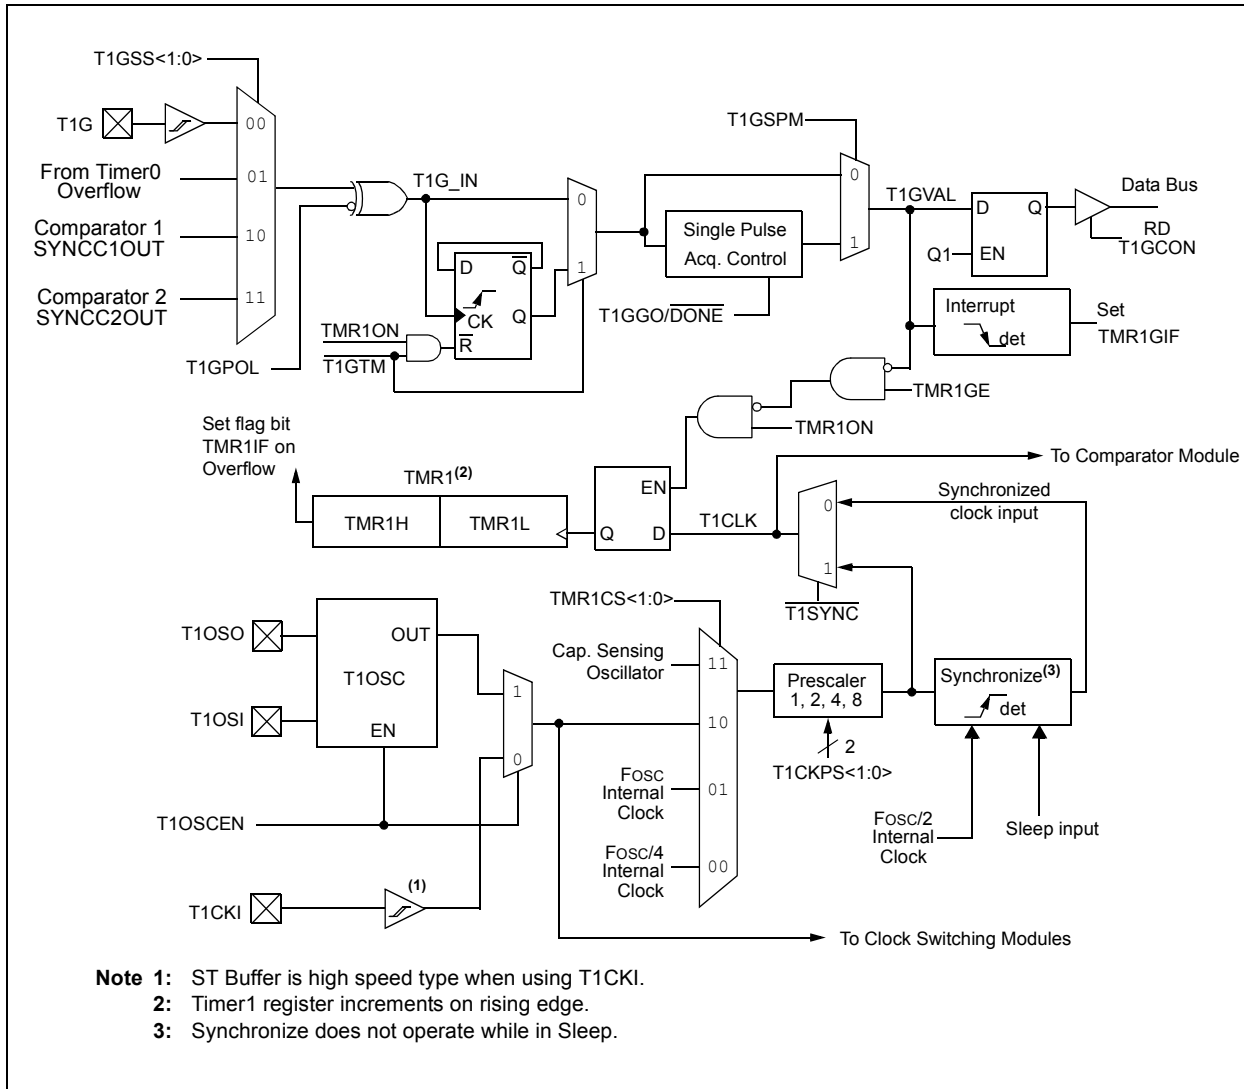 T1GSS<1:0>
T1G
00
From Timer0
Overflow
01
Comparator 1
SYNCC1OUT
10
Comparator 2
SYNCC2OUT
11
T1GPOL
T1G_IN
0
1
D
Q
CK
Q
R
TMR1ON
T1GTM
T1GSPM
0
1
Single Pulse
Acq. Control
T1GGO/DONE
T1GVAL
D
Q
Q1
EN
Data Bus
RD
T1GCON
Interrupt
det
Set
TMR1GIF
TMR1GE
TMR1ON
Set flag bit
TMR1IF on
Overflow
TMR1(2)
TMR1H
TMR1L
EN
Q
D
T1CLK
To Comparator Module
0
1
Synchronized
clock input
T1SYNC
T1OSO
T1OSI
OUT
T1OSC
EN
1
0
T1OSCEN
T1CKI
(1)
TMR1CS<1:0>
Cap. Sensing
Oscillator
11
10
FOSC
Internal
Clock
01
FOSC/4
Internal
Clock
00
Prescaler
1, 2, 4, 8
2
T1CKPS<1:0>
Synchronize(3)
det
FOSC/2
Internal
Clock
Sleep input
To Clock Switching Modules
Note 1: ST Buffer is high speed type when using T1CKI.
2: Timer1 register increments on rising edge.
3: Synchronize does not operate while in Sleep.